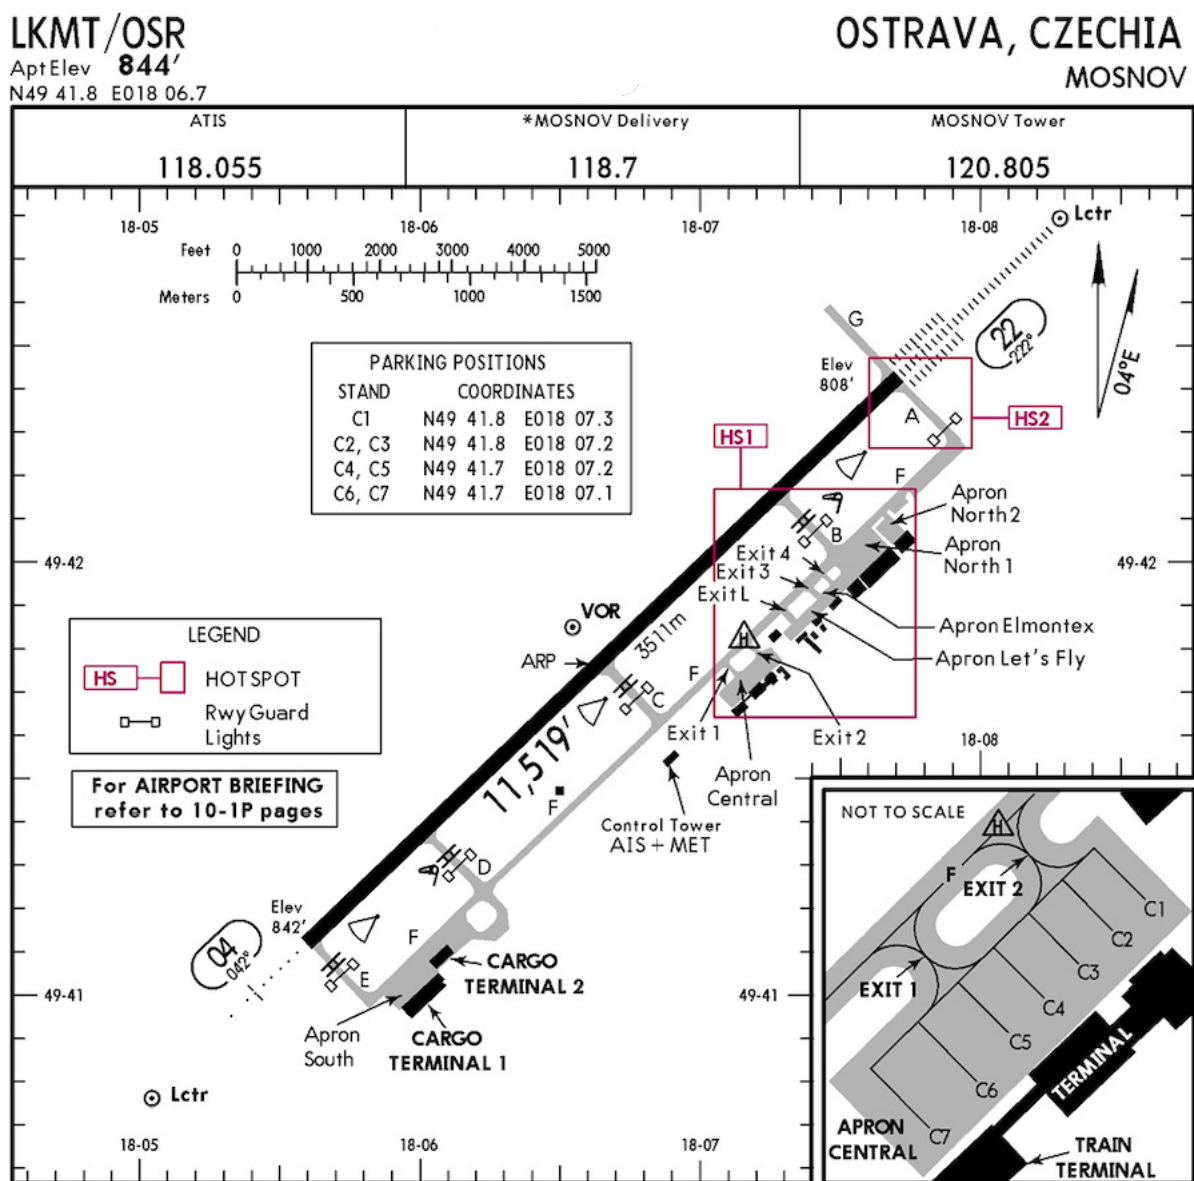 LKMT/OSR
OSTRAVA, CZECHIA
Apt Elev 844'
MOSNOV
N49 41.8 E018 06.7
ATIS
*MOSNOV Delivery
MOSNOV Tower
118.055
118.7
120.805
18-05
18-06
18-07
18-08
Lctr
Feet 0 1000 2000 3000 4000 5000
Meters 0 500 1000 1500
G
22
222°
04°E
Elev
808'
PARKING POSITIONS
STAND COORDINATES
C1 N49 41.8 E018 07.3
C2, C3 N49 41.8 E018 07.2
C4, C5 N49 41.7 E018 07.2
C6, C7 N49 41.7 E018 07.1
A
HS2
HS1
F
Apron
North 2
B
Apron
North 1
Exit 4
Exit 3
Exit L
49-42
49-42
VOR
3511m
H
Apron Elmontex
Apron Let's Fly
ARP
F
C
LEGEND
HS HOT SPOT
Rwy Guard
Lights
Exit 1
Exit 2
18-08
11,519'
Apron
Central
For AIRPORT BRIEFING
refer to 10-1P pages
F
Control Tower
AIS + MET
D
Elev
842'
04
042°
F
E
CARGO
TERMINAL 2
49-41
49-41
Apron
South
CARGO
TERMINAL 1
Lctr
18-05
18-06
18-07
NOT TO SCALE
H
F
EXIT 2
C1
C2
C3
EXIT 1
C4
C5
C6
C7
TERMINAL
APRON
CENTRAL
TRAIN
TERMINAL